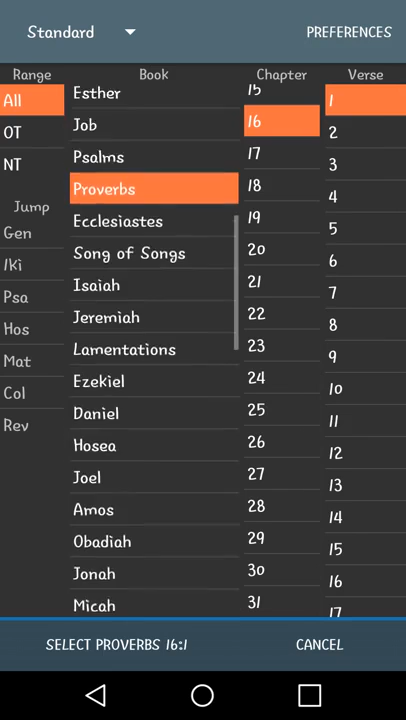 Standard
PREFERENCES
Range
Book
Chapter
Verse
All
OT
NT
Jump
Gen
1Ki
Psa
Hos
Mat
Col
Rev
Esther
Job
Psalms
Proverbs
Ecclesiastes
Song of Songs
Isaiah
Jeremiah
Lamentations
Ezekiel
Daniel
Hosea
Joel
Amos
Obadiah
Jonah
Micah
15
16
17
18
19
20
21
22
23
24
25
26
27
28
29
30
31
1
2
3
4
5
6
7
8
9
10
11
12
13
14
15
16
17
SELECT PROVERBS 16:1
CANCEL